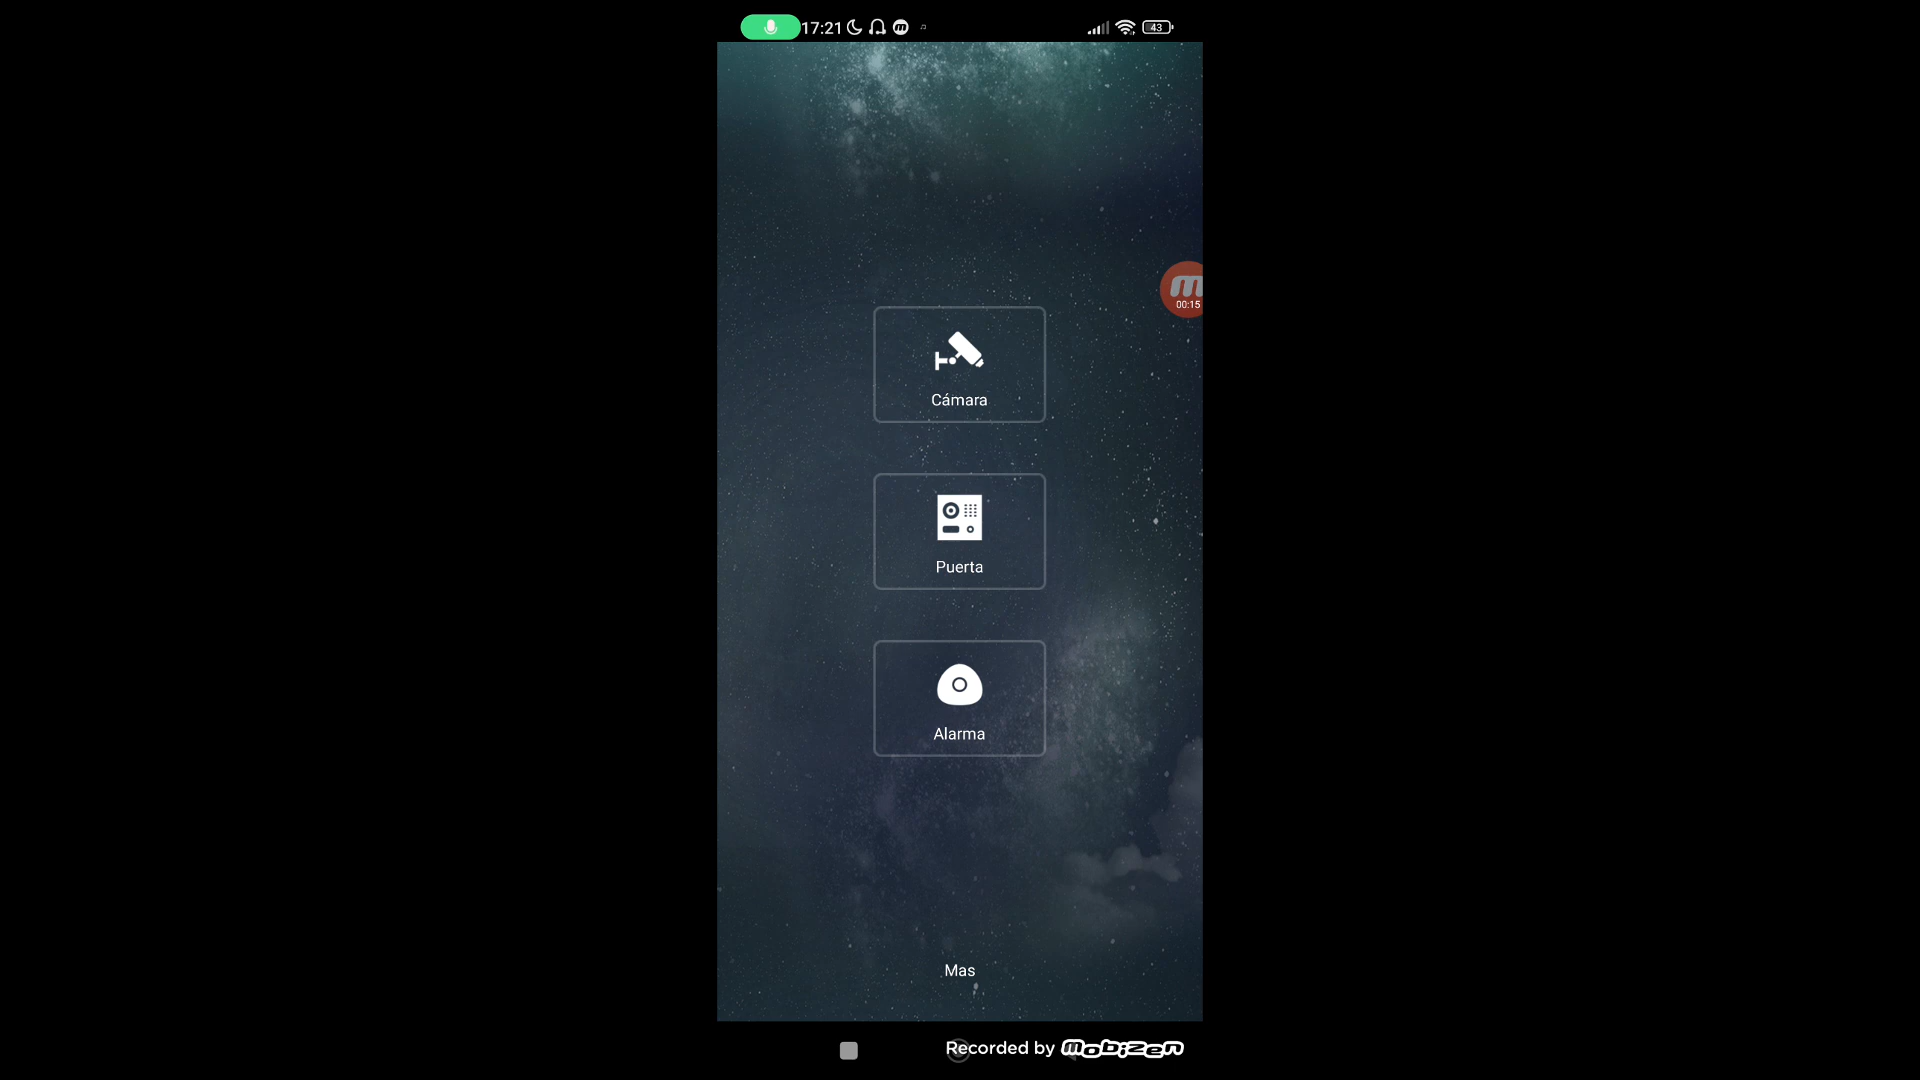 17:21
43
00:15
Cámara
Puerta
Alarma
Mas
Recorded by Mobizen